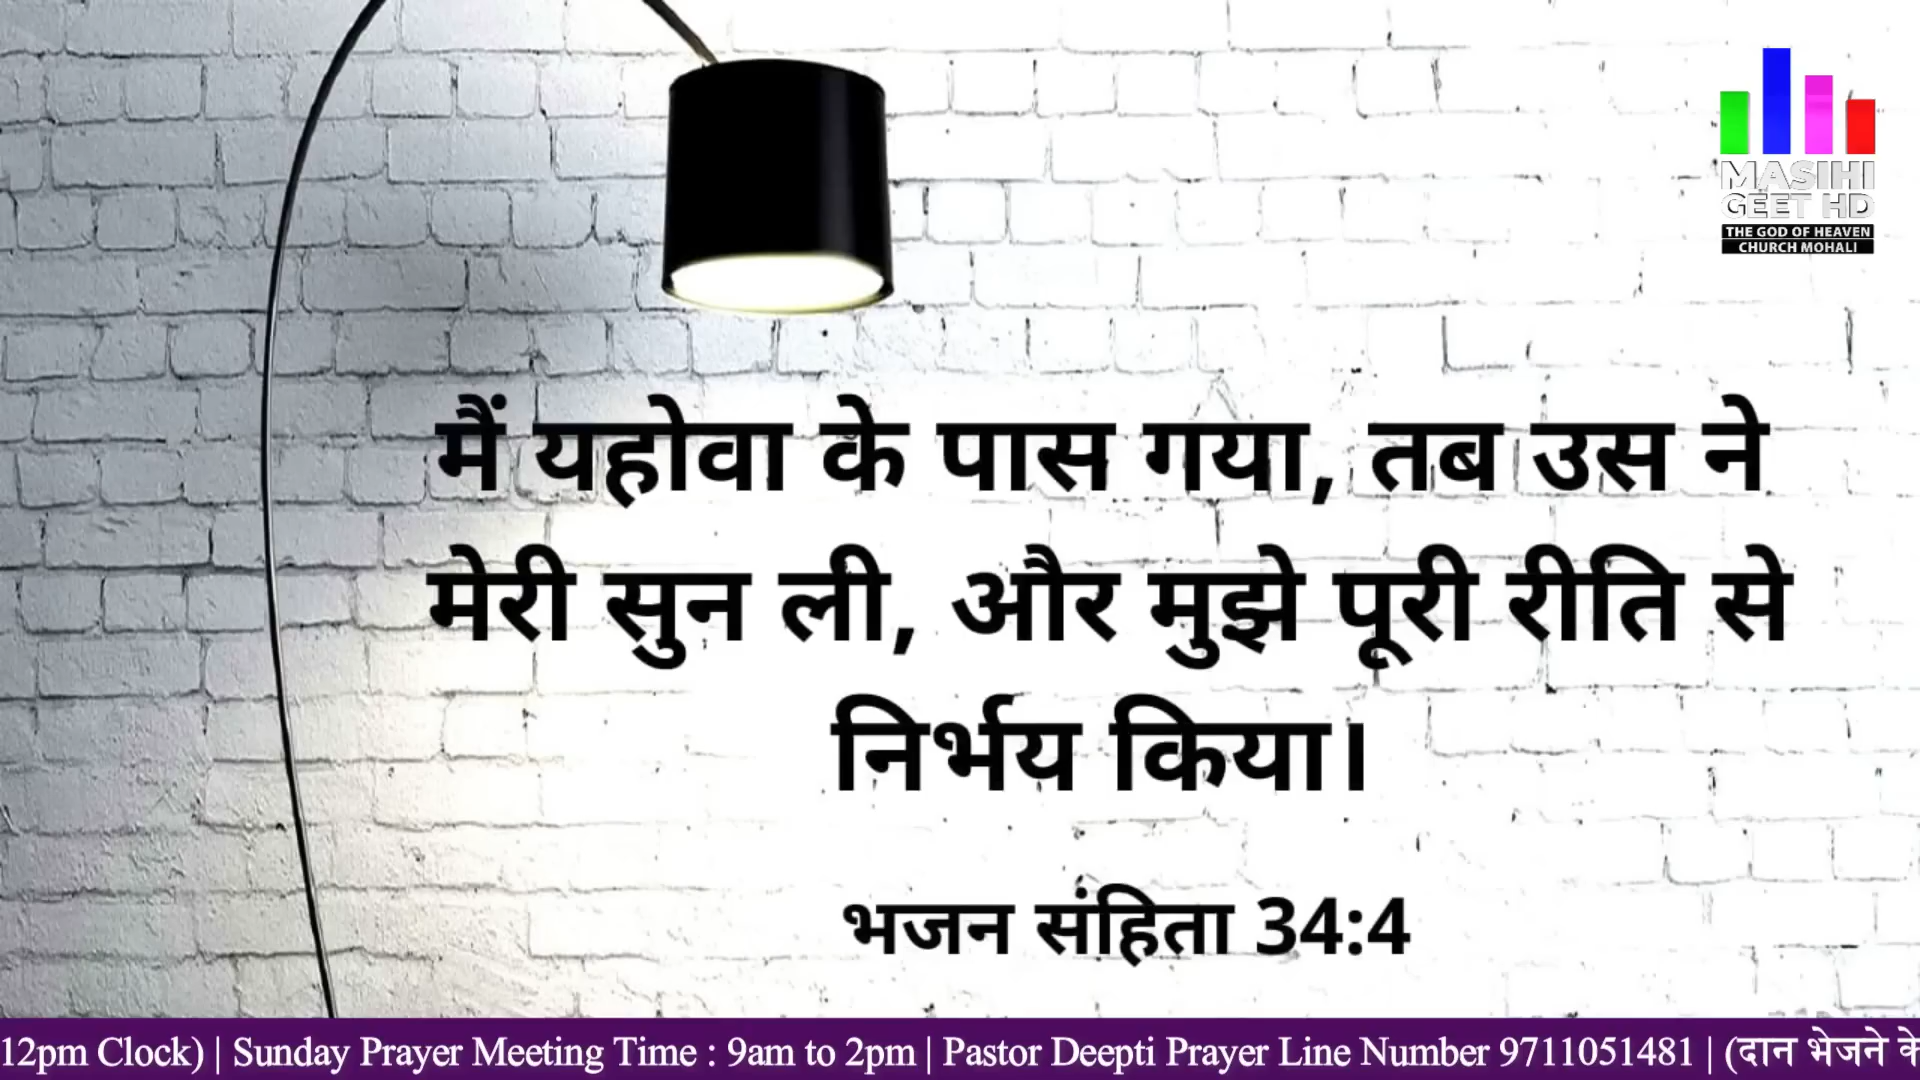 MASIHI
GEET HD
THE GOD OF HEAVEN
CHURCH MOHALI
मैं यहोवा के पास गया, तब उस ने
मेरी सुन ली, और मुझे पूरी रीति से
निर्भय किया।
भजन संहिता 34:4
12pm Clock) | Sunday Prayer Meeting Time : 9am to 2pm | Pastor Deepti Prayer Line Number 9711051481 | (दान भेजने के